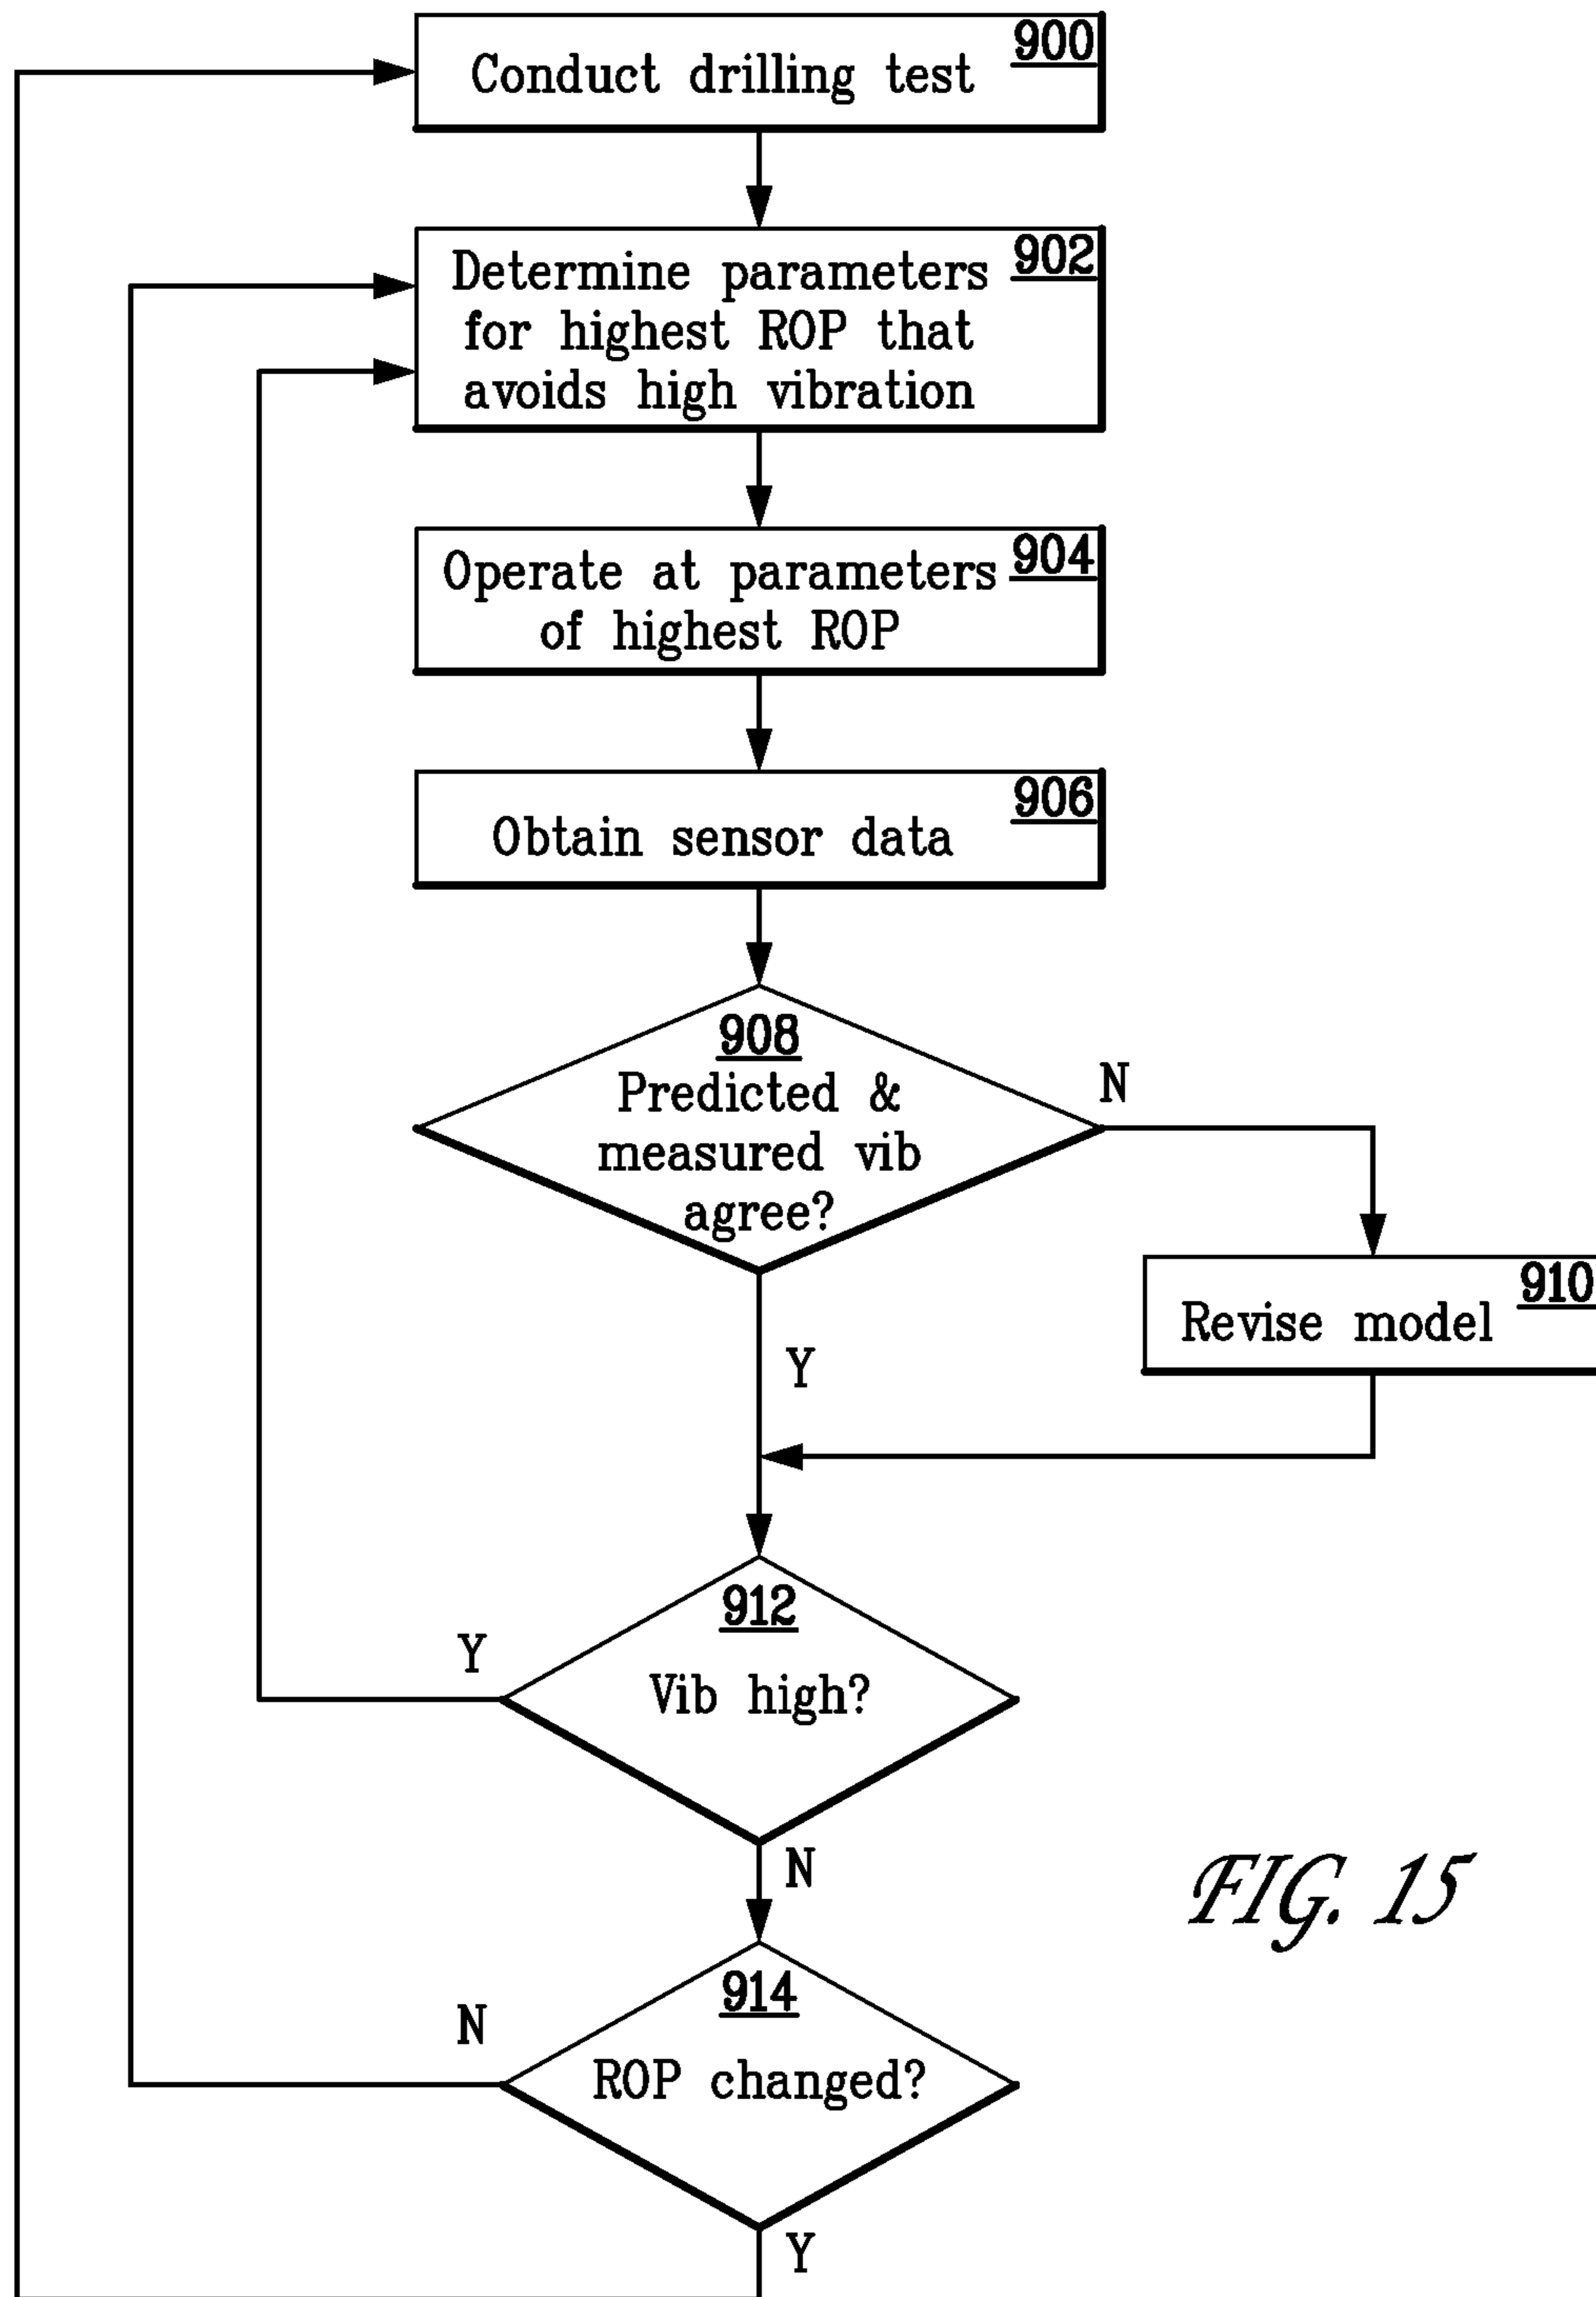 900
Conduct drilling test
902
Determine parameters
for highest ROP that
avoids high vibration
904
Operate at parameters
of highest ROP
906
Obtain sensor data
908
Predicted &
measured vib
agree?
N
910
Revise model
Y
912
Y
Vib high?
N
FIG. 15
914
N
ROP changed?
Y